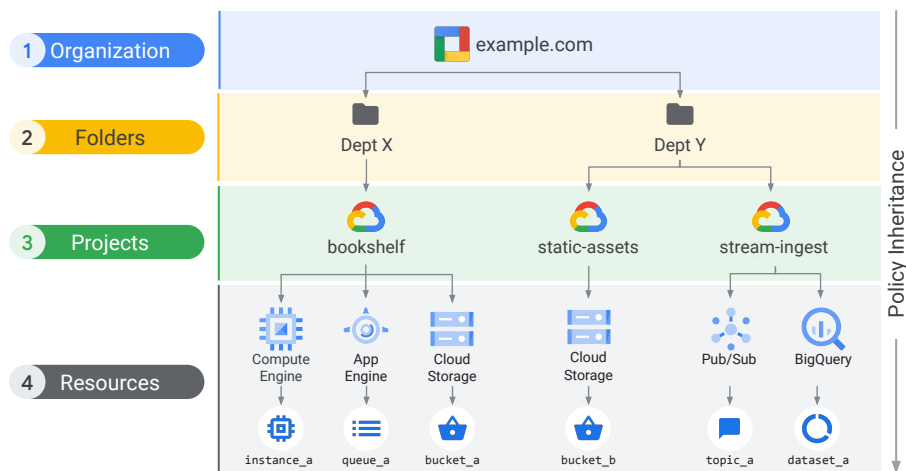 1 Organization
example.com
2 Folders
Dept X
Dept Y
3 Projects
bookshelf
static-assets
stream-ingest
Policy Inheritance
4 Resources
Compute
Engine
App
Engine
Cloud
Storage
Cloud
Storage
Pub/Sub
BigQuery
instance_a
queue_a
bucket_a
bucket_b
topic_a
dataset_a